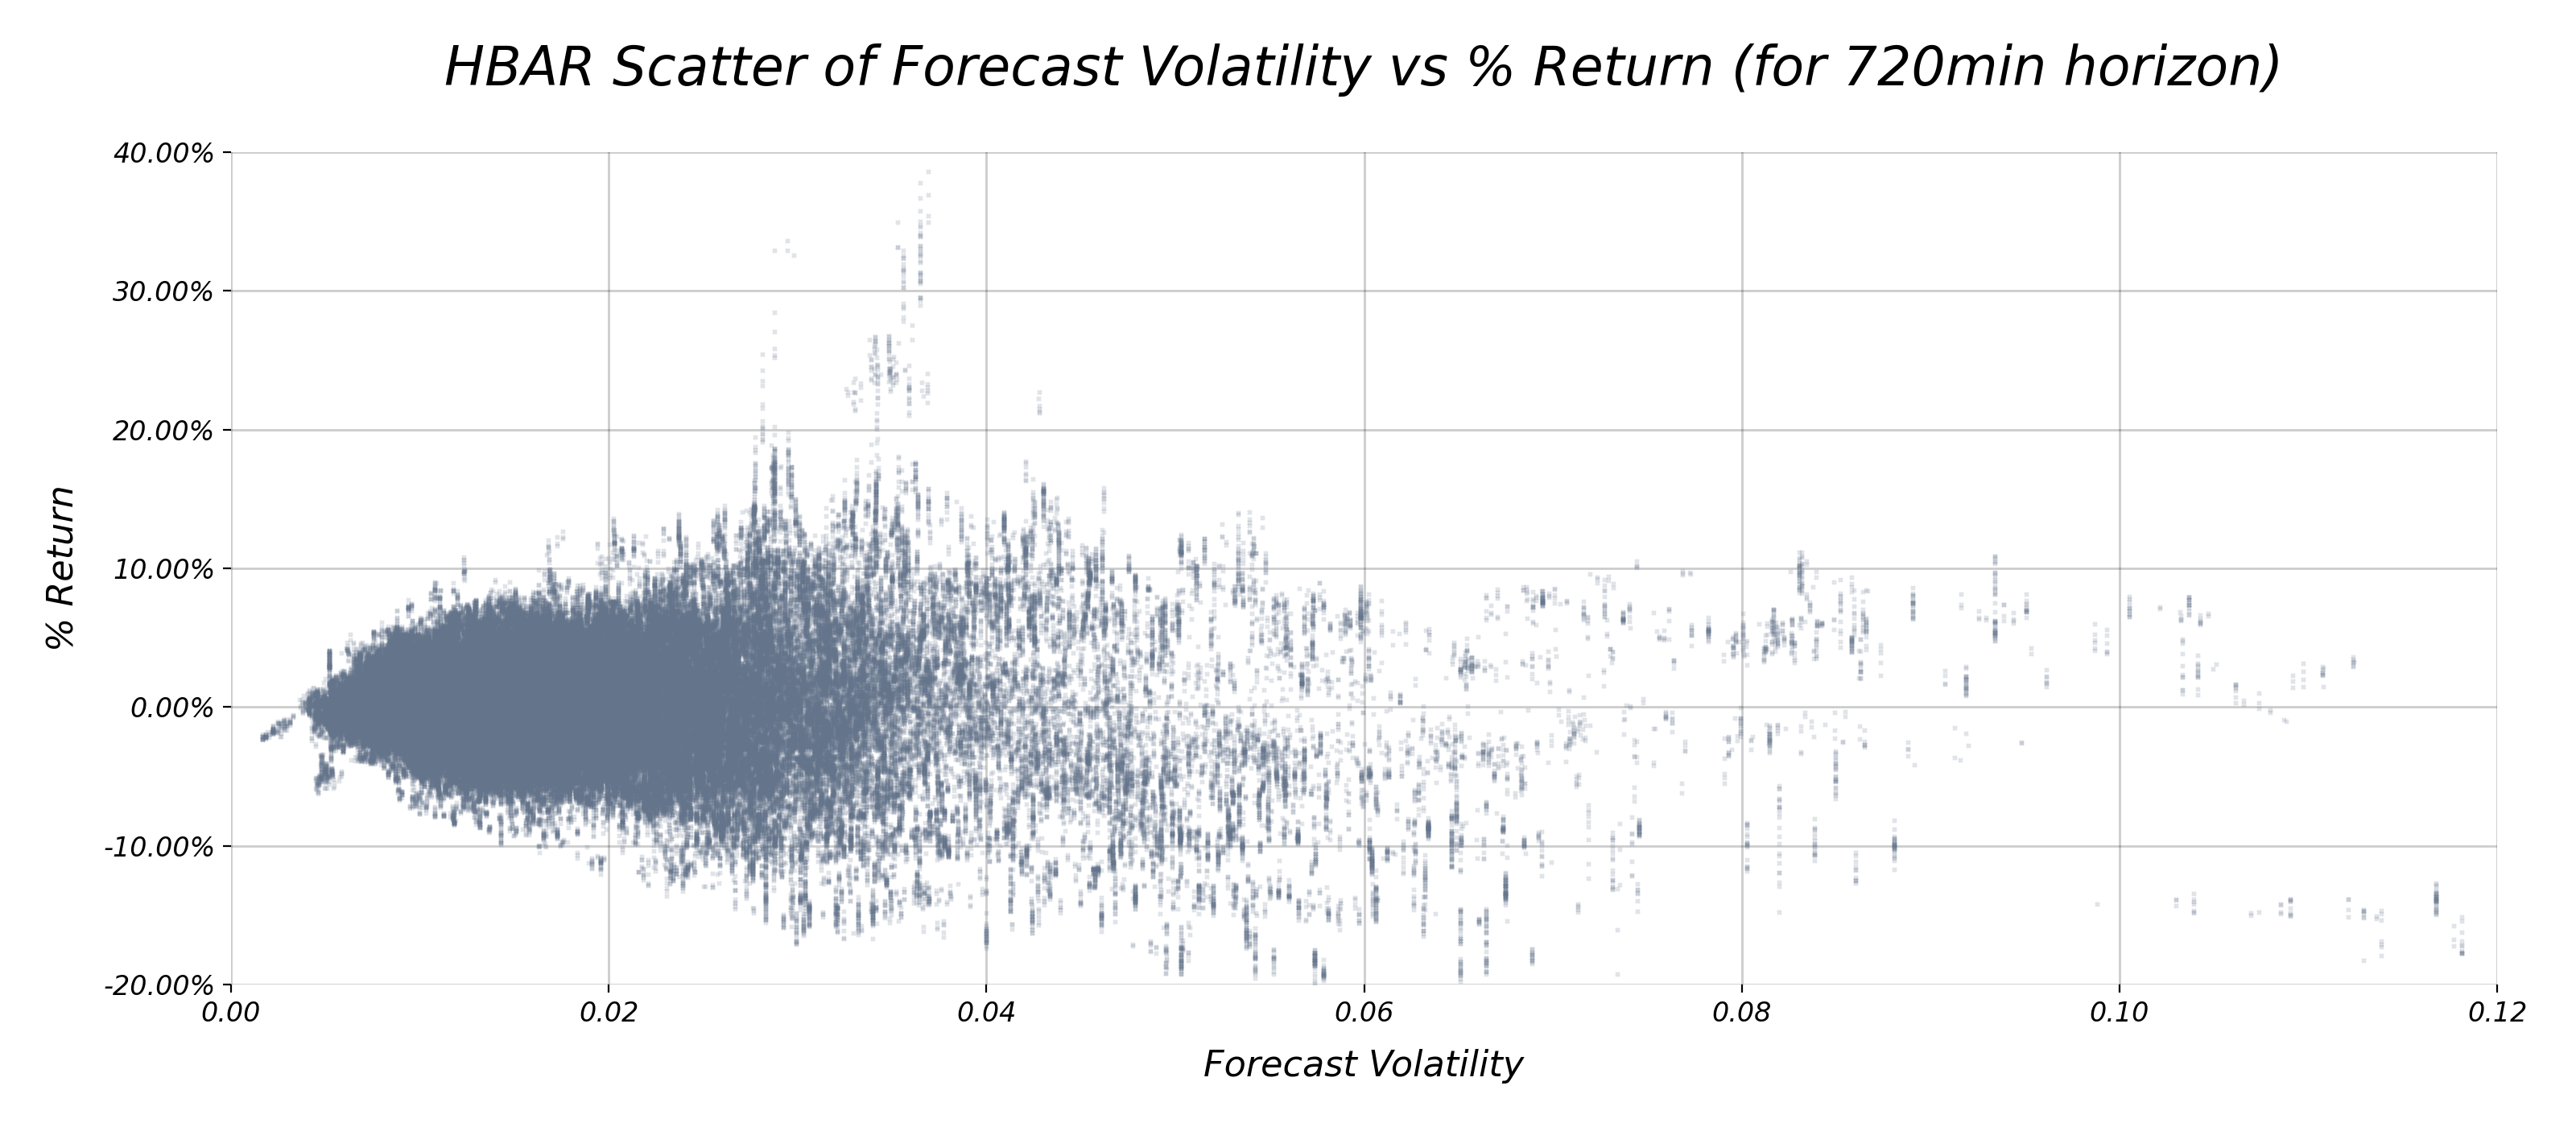 HBAR Scatter of Forecast Volatility vs % Return (for 720min horizon)
40.00%
30.00%
20.00%
10.00%
0.00%
-10.00%
-20.00%
% Return
0.00 0.02 0.04 0.06 0.08 0.10 0.12
Forecast Volatility